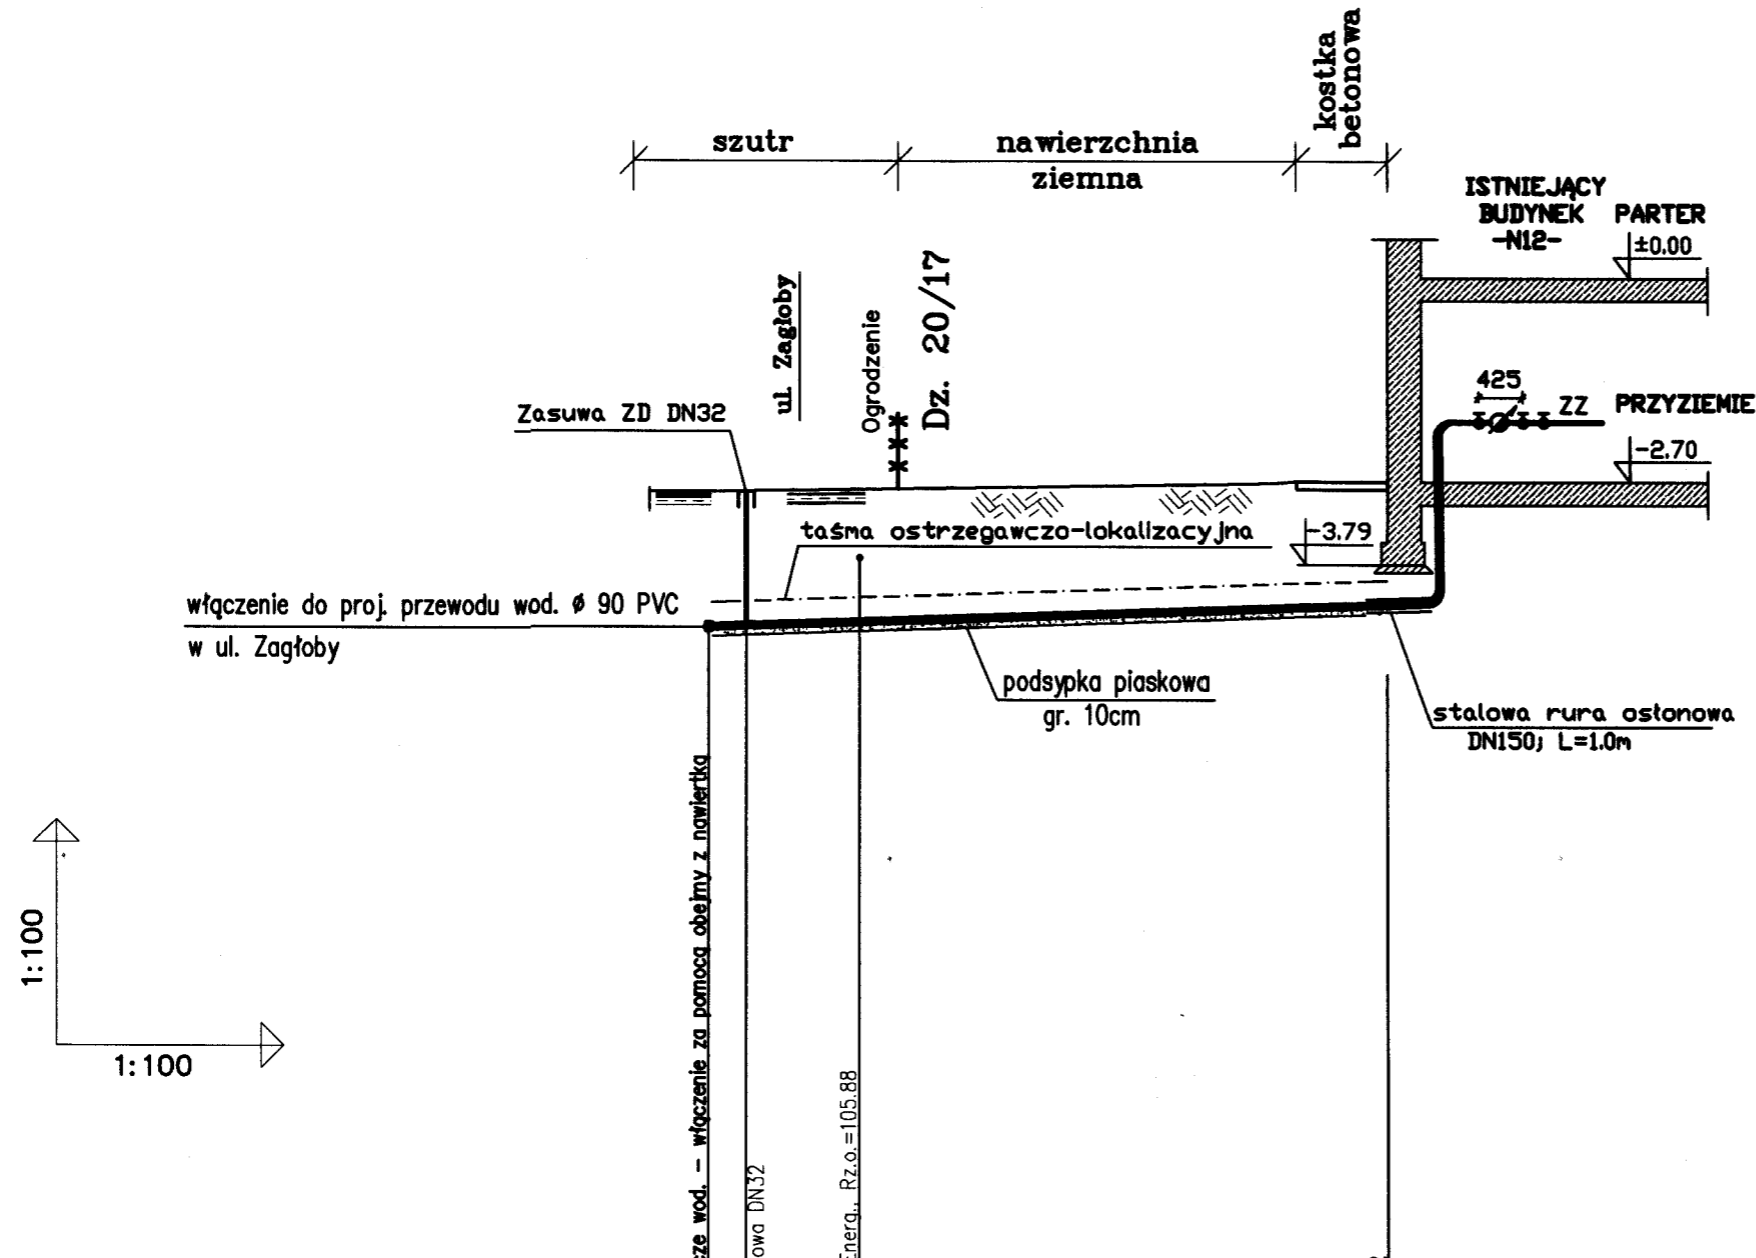 kostka
betonowa
szutr
nawierzchnia
ziemna
ISTNIEJĄCY
BUDYNEK
-N12-
PARTER
±0.00
ul. Zagłoby
Ogrodzenie
Dz. 20/17
Zasuwa ZD DN32
425
ZZ
PRZYZIEMIE
-2.70
taśma ostrzegawczo-lokalizacyjna
-3.79
włączenie do proj. przewodu wod. ø 90 PVC
w ul. Zagłoby
podsypka piaskowa
gr. 10cm
stalowa rura osłonowa
DN150; L=1.0m
1:100
1:100
wod. - włączenie za pomocą obejmy z nawiertką
DN32
Energ., Rz.o.=105.88